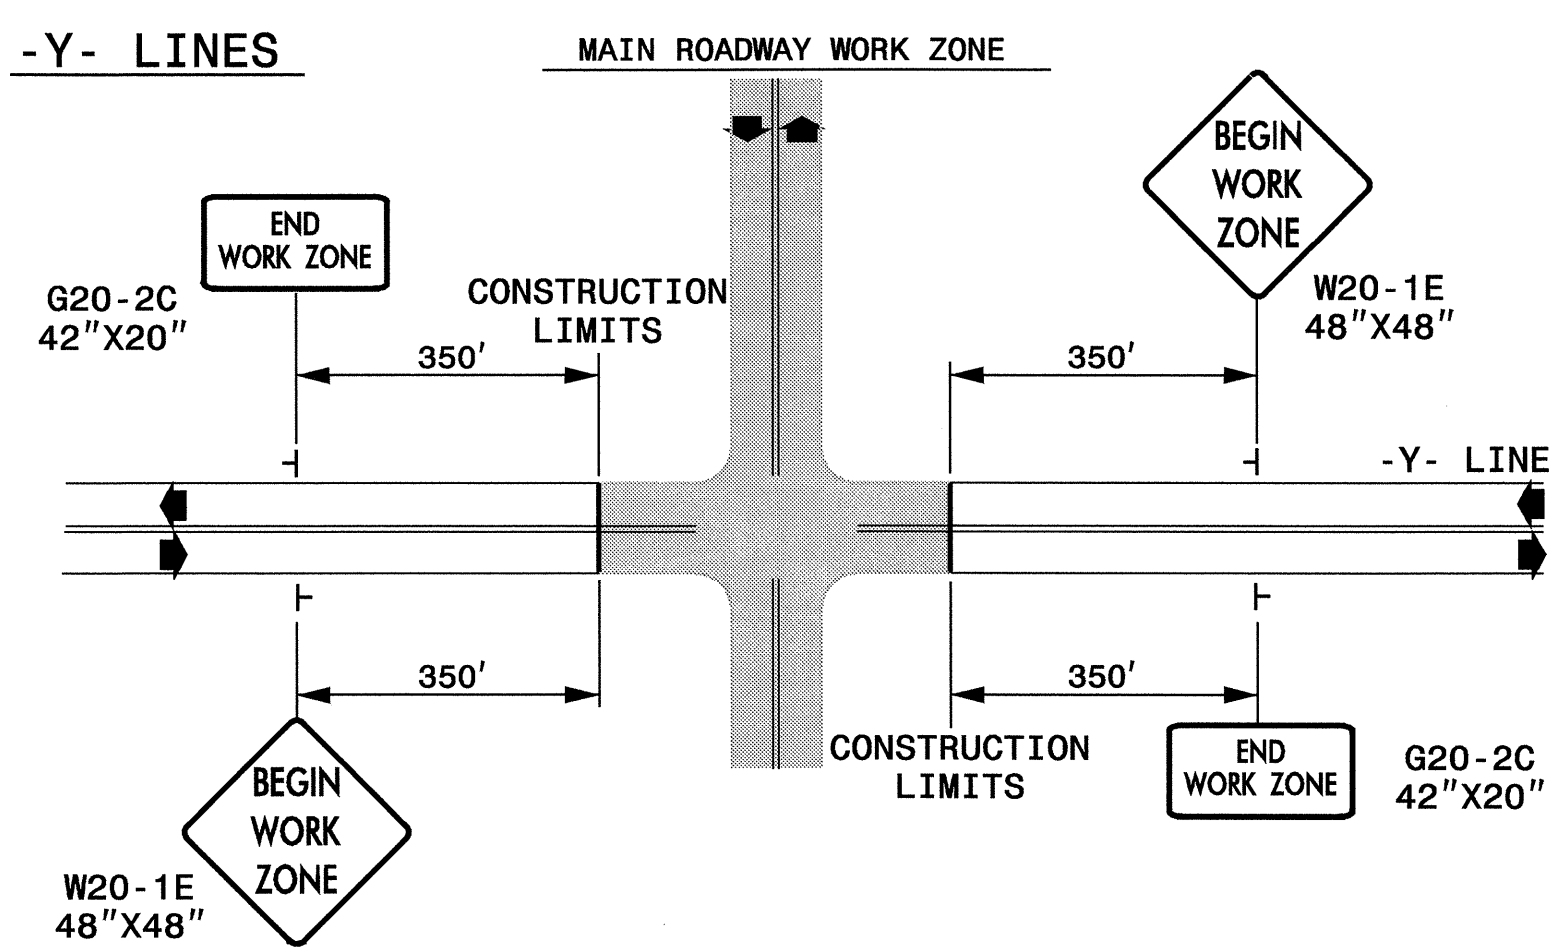 -Y- LINES
MAIN ROADWAY WORK ZONE
BEGIN
WORK
ZONE
END
WORK ZONE
G20-2C
42"X20"
CONSTRUCTION
LIMITS
W20-1E
48"X48"
350'
350'
-Y- LINE
350'
350'
CONSTRUCTION
LIMITS
END
WORK ZONE
G20-2C
42"X20"
BEGIN
WORK
ZONE
W20-1E
48"X48"